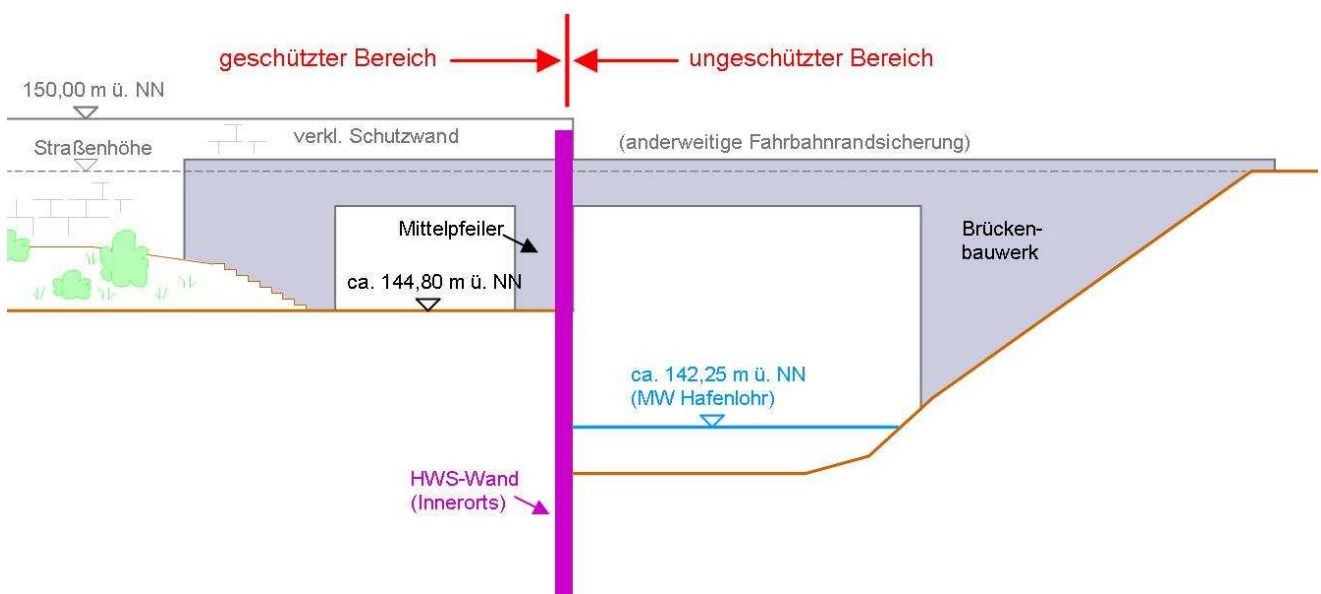 geschützter Bereich
ungeschützter Bereich
150,00 m ü. NN
verkl. Schutzwand
(anderweitige Fahrbahnrandsicherung)
Straßenhöhe
Mittelpfeiler
Brücken-
bauwerk
ca. 144,80 m ü. NN
ca. 142,25 m ü. NN
(MW Hafenlohr)
HWS-Wand
(Innerorts)